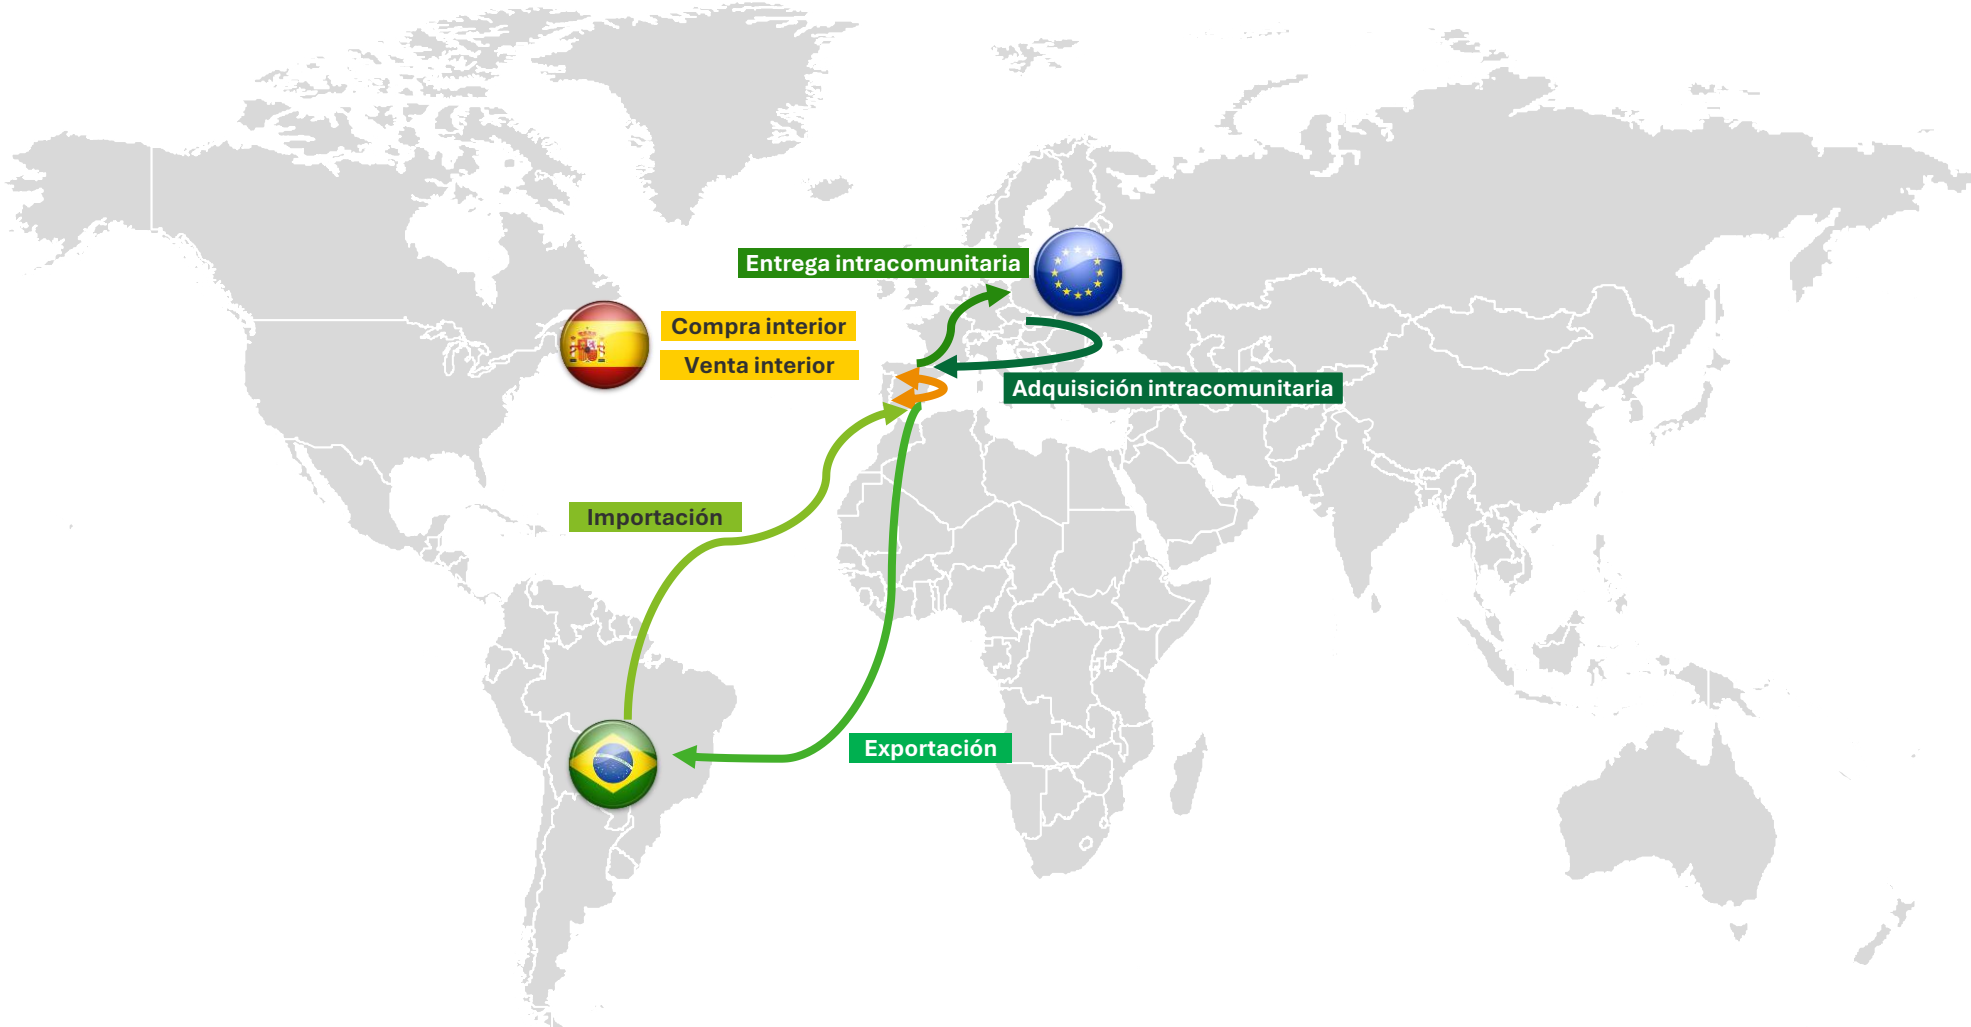 Entrega intracomunitaria
Compra interior
Venta interior
Adquisición intracomunitaria
Importación
Exportación